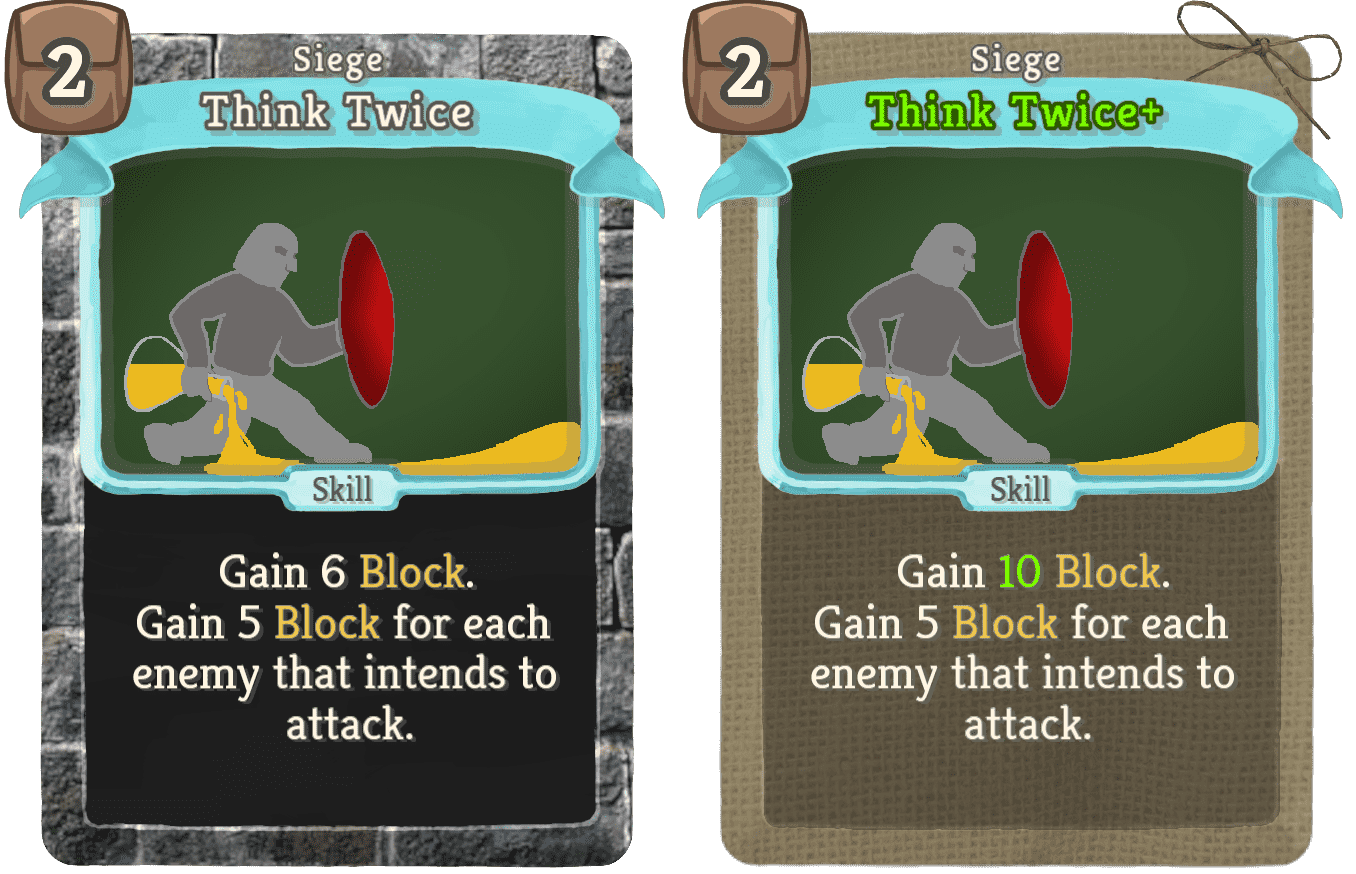 2
Siege
Think Twice
Skill
Gain 6 Block.
Gain 5 Block for each
enemy that intends to
attack.
2
Siege
Think Twice+
Skill
Gain 10 Block.
Gain 5 Block for each
enemy that intends to
attack.